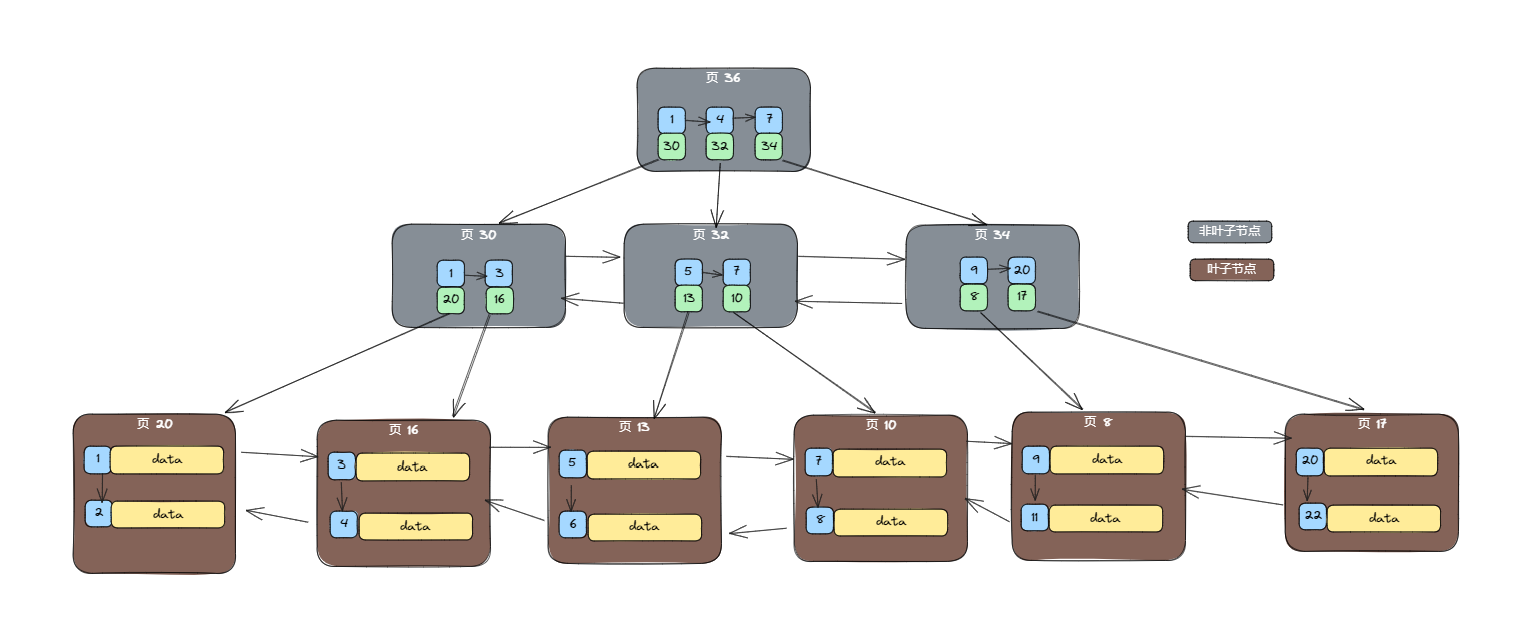 页 36
1 4 7
30 32 34
页 30
1 3
20 16
页 32
5 7
13 10
页 34
9 20
8 17
非叶子节点
叶子节点
页 20
1 data
2 data
页 16
3 data
4 data
页 13
5 data
6 data
页 10
7 data
8 data
页 8
9 data
11 data
页 17
20 data
22 data